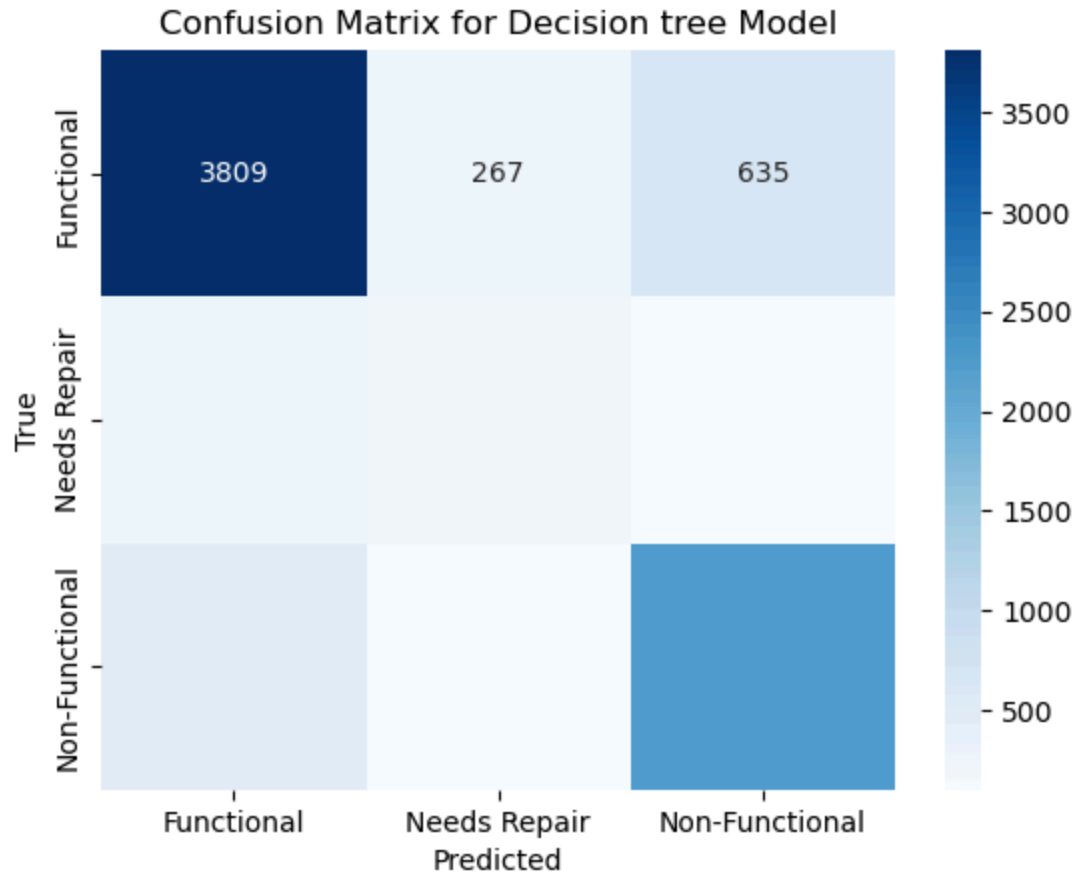 Confusion Matrix for Decision tree Model
True
Functional
Needs Repair
Non-Functional
3809 267 635
Functional Needs Repair Non-Functional
Predicted
3500
3000
2500
2000
1500
1000
500